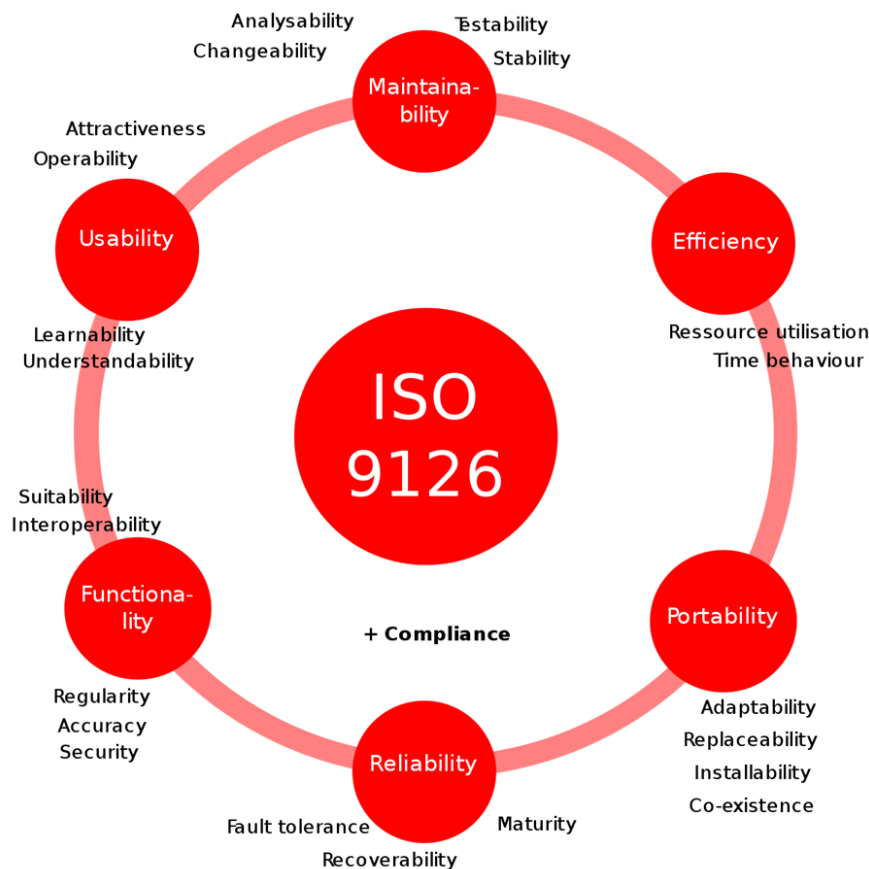 Analysability
Changeability
Testability
Stability
Maintaina-
bility
Attractiveness
Operability
Usability
Learnability
Understandability
Efficiency
Ressource utilisation
Time behaviour
ISO
9126
Suitability
Interoperability
Functiona-
lity
Regularity
Accuracy
Security
+ Compliance
Portability
Adaptability
Replaceability
Installability
Co-existence
Reliability
Fault tolerance
Maturity
Recoverability